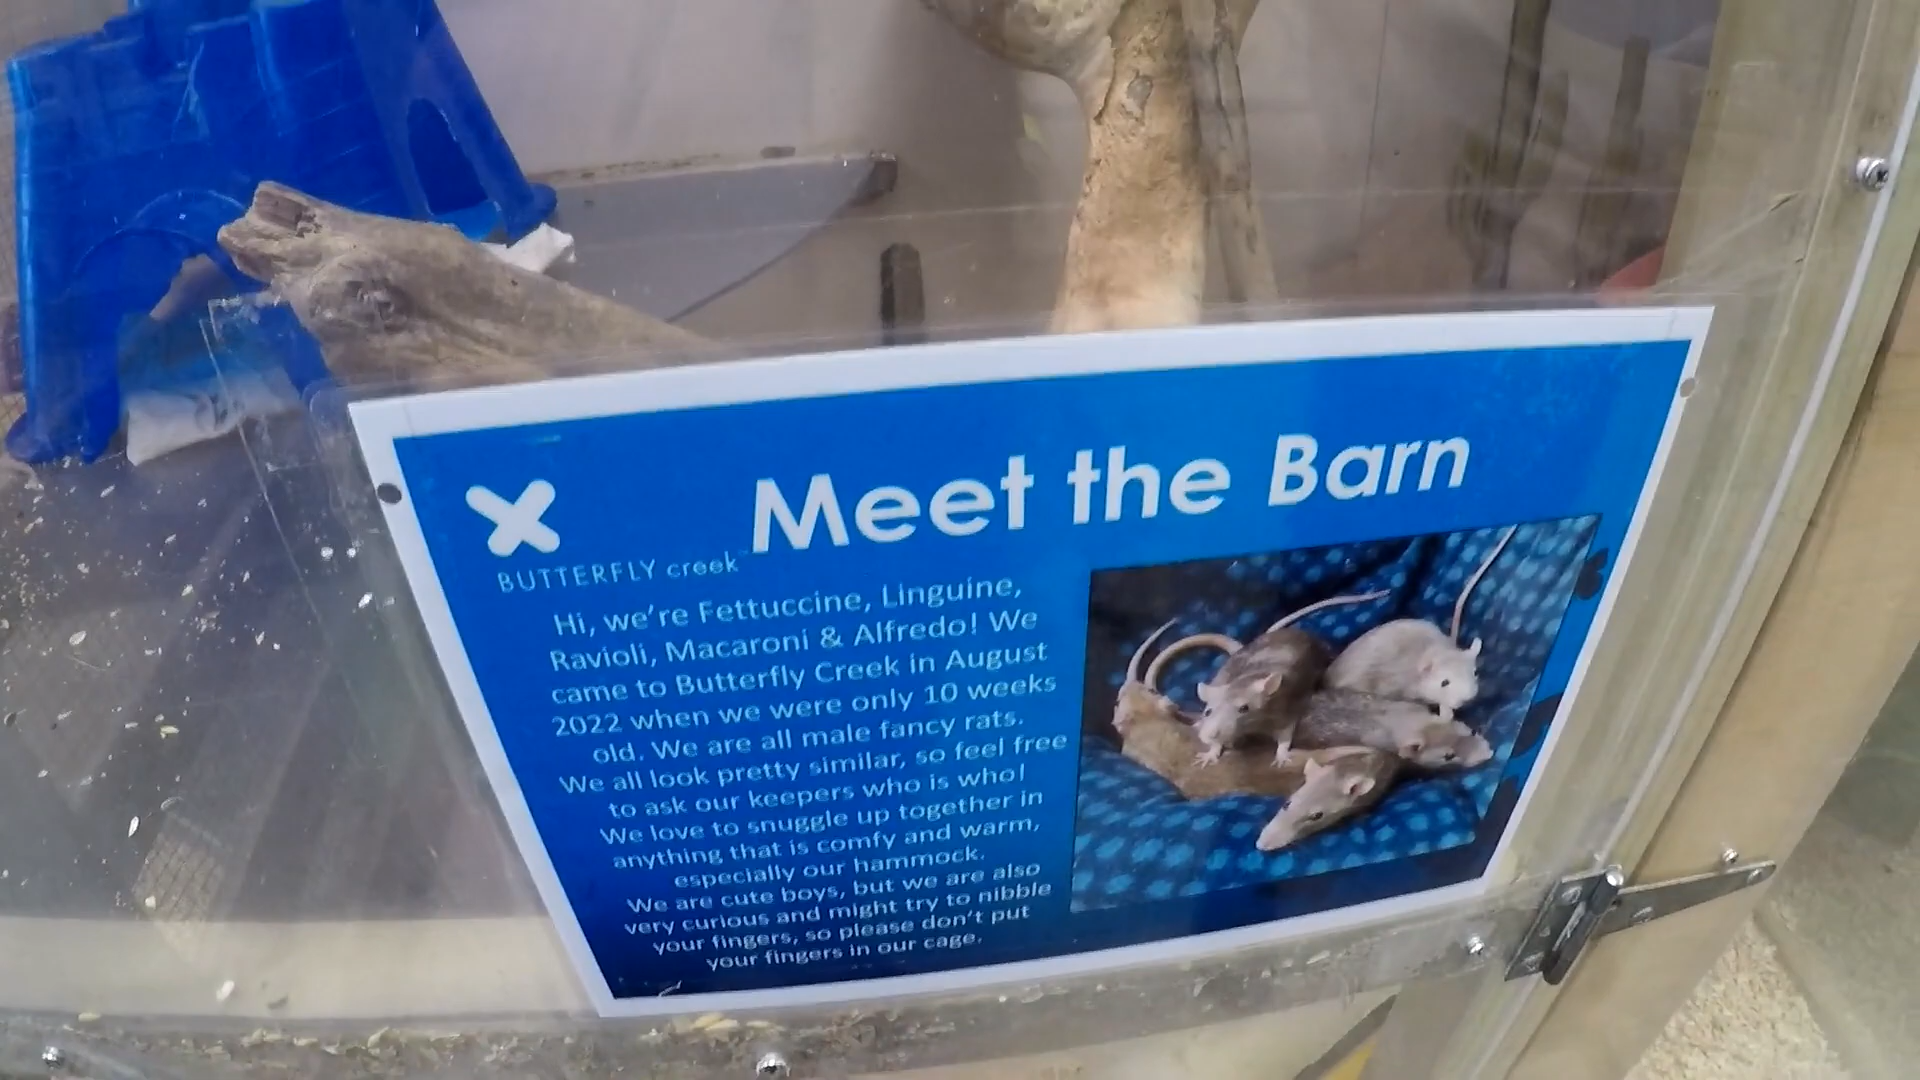 Meet the Barn
BUTTERFLY creek™
Hi, we're Fettuccine, Linguine,
Ravioli, Macaroni & Alfredo! We
came to Butterfly Creek in August
2022 when we were only 10 weeks
old. We are all male fancy rats.
We all look pretty similar, so feel free
to ask our keepers who is who!
We love to snuggle up together in
anything that is comfy and warm,
especially our hammock.
We are cute boys, but we are also
very curious and might try to nibble
your fingers, so please don't put
your fingers in our cage.